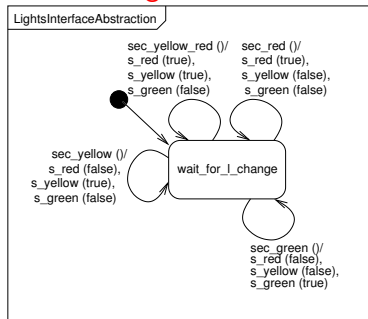 LightsInterfaceAbstraction
sec_yellow_red ()/
s_red (true),
s_yellow (true),
s_green (false)
sec_red ()/
s_red (true),
s_yellow (false),
s_green (false)
sec_yellow ()/
s_red (false),
s_yellow (true),
s_green (false)
wait_for_l_change
sec_green ()/
s_red (false),
s_yellow (false),
s_green (true)